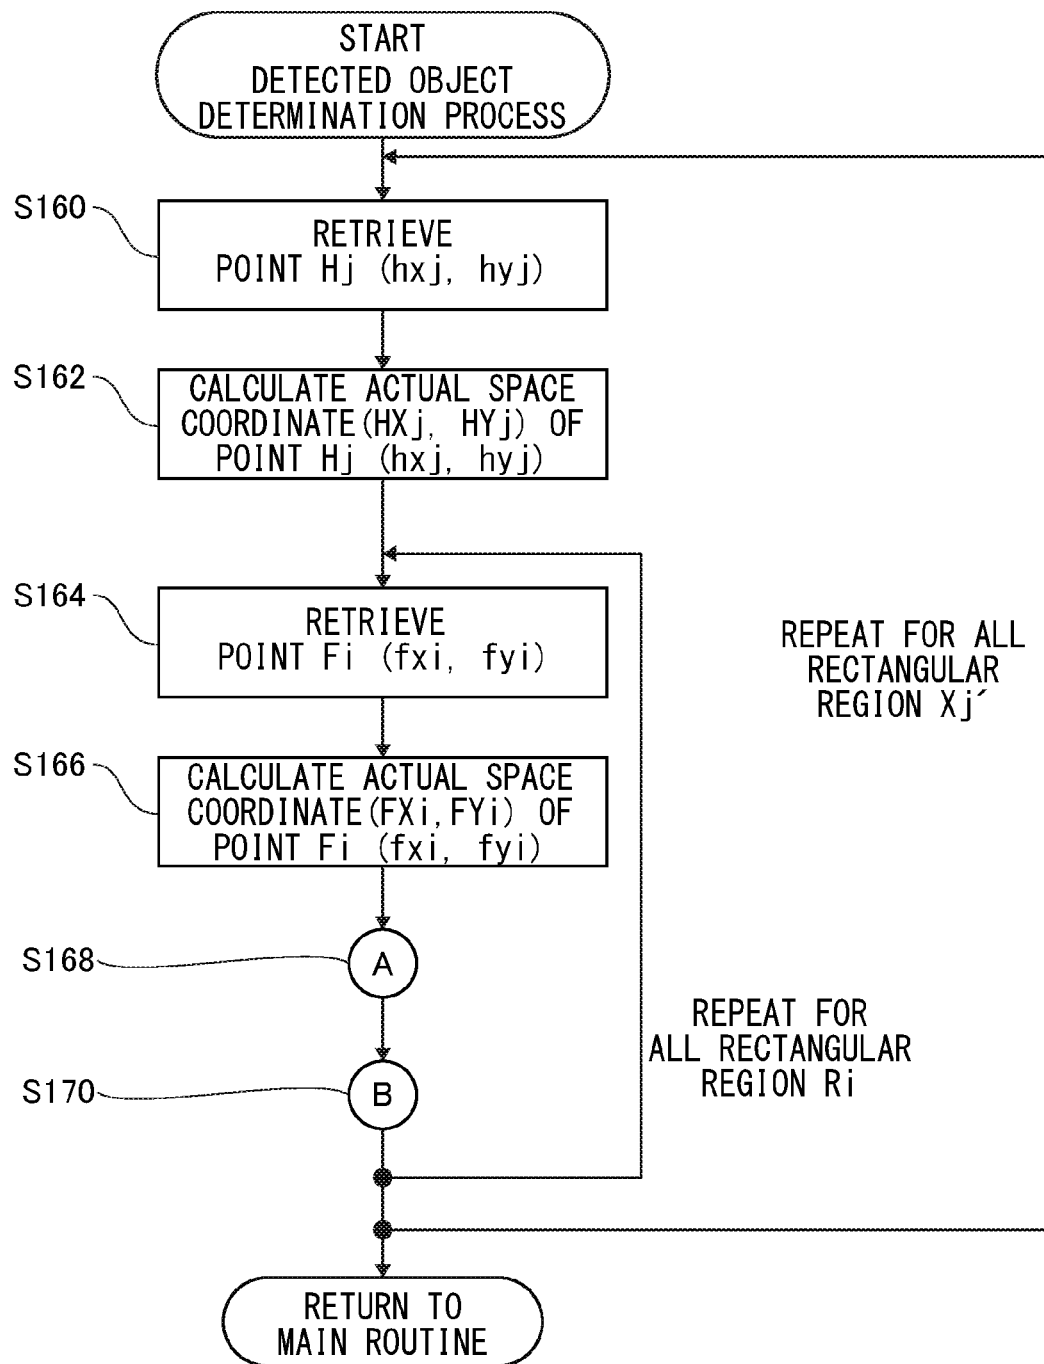 START
DETECTED OBJECT
DETERMINATION PROCESS
S160
RETRIEVE
POINT Hj (hxj, hyj)
S162
CALCULATE ACTUAL SPACE
COORDINATE(HXj, HYj) OF
POINT Hj (hxj, hyj)
S164
RETRIEVE
POINT Fi (fxi, fyi)
REPEAT FOR ALL
RECTANGULAR
REGION Xj´
S166
CALCULATE ACTUAL SPACE
COORDINATE(FXi,FYi) OF
POINT Fi (fxi, fyi)
S168
A
REPEAT FOR
ALL RECTANGULAR
REGION Ri
S170
B
RETURN TO
MAIN ROUTINE